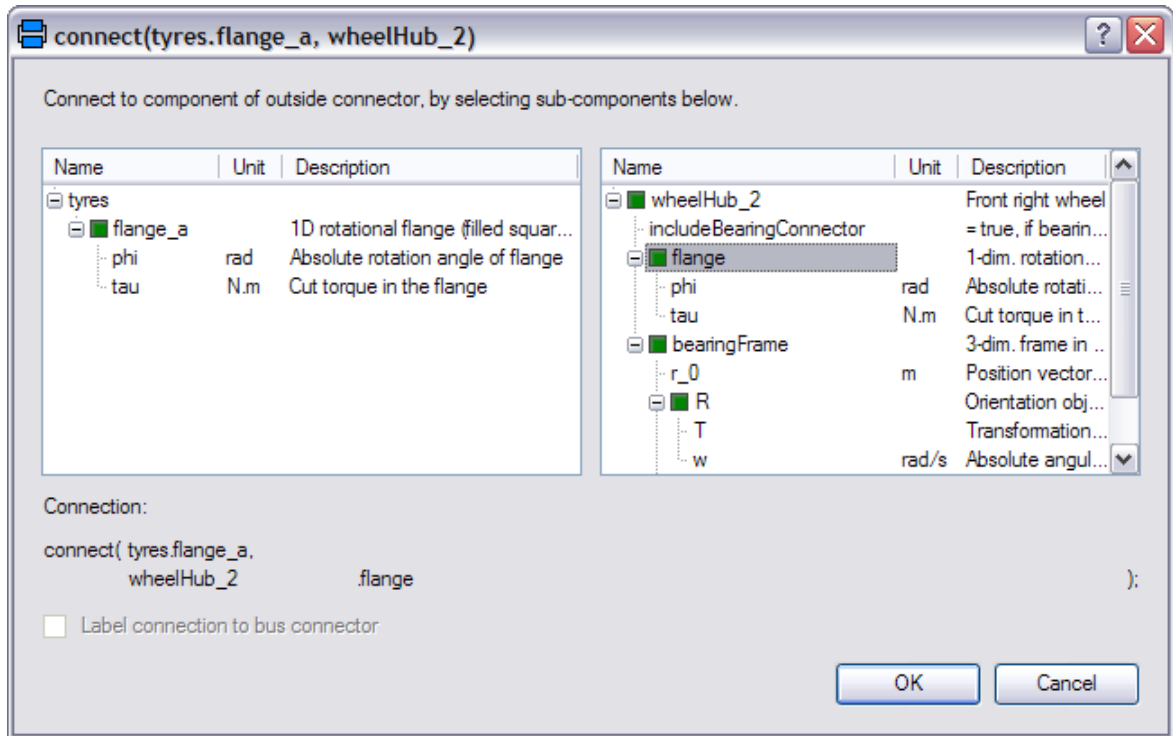 connect(tyres.flange_a, wheelHub_2)
Connect to component of outside connector, by selecting sub-components below.
Name Unit Description
tyres
flange_a 1D rotational flange (filled squar...
phi rad Absolute rotation angle of flange
tau N.m Cut torque in the flange
Name Unit Description
wheelHub_2 Front right wheel
includeBearingConnector = true, if bearin...
flange 1-dim. rotation...
phi rad Absolute rotati...
tau N.m Cut torque in t...
bearingFrame 3-dim. frame in ..
r_0 m Position vector...
R Orientation obj...
T Transformation...
w rad/s Absolute angul...
Connection:
connect( tyres.flange_a,
wheelHub_2 .flange );
Label connection to bus connector
OK Cancel